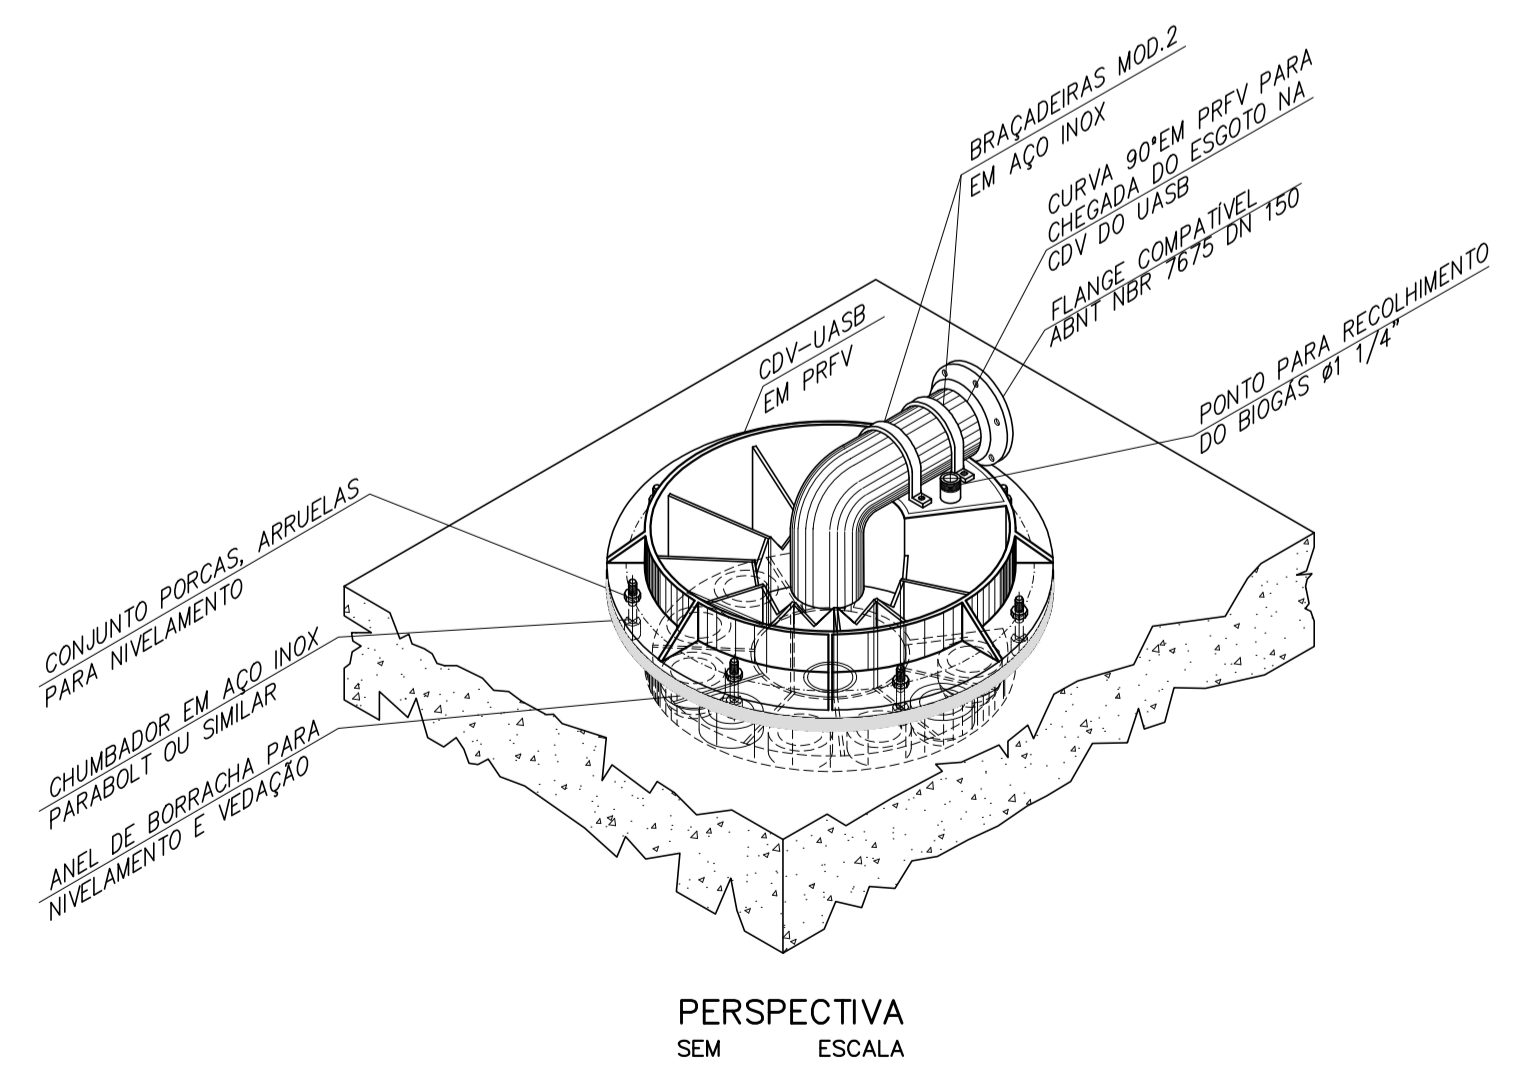 BRAÇADEIRAS MOD.2
EM AÇO INOX
CURVA 90°EM PRFV PARA
CHEGADA DO ESGOTO NA
CDV DO UASB
FLANGE COMPATÍVEL
ABNT NBR 7675 DN 150
PONTO PARA RECOLHIMENTO
DO BIOGÁS ø1 1/4"
CDV-UASB
EM PRFV
CONJUNTO PORCAS, ARRUELAS
PARA NIVELAMENTO
CHUMBADOR EM AÇO INOX
PARABOLT OU SIMILAR
ANEL DE BORRACHA PARA
NIVELAMENTO E VEDAÇÃO
PERSPECTIVA
SEM ESCALA